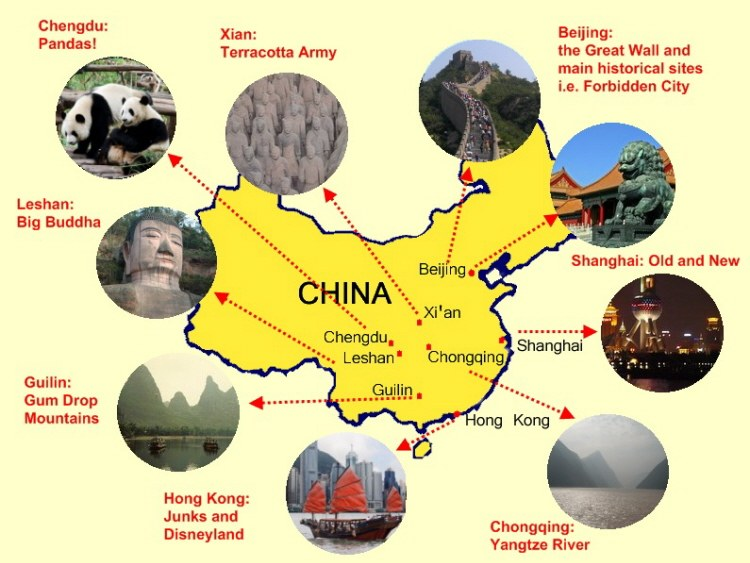 Chengdu:
Pandas!
Xian:
Terracotta Army
Beijing:
the Great Wall and
main historical sites
i.e. Forbidden City
Leshan:
Big Buddha
Shanghai: Old and New
Beijing
CHINA
Xi'an
Chengdu
Leshan
Chongqing
Shanghai
Guilin:
Gum Drop
Mountains
Guilin
Hong Kong
Hong Kong:
Junks and
Disneyland
Chongqing:
Yangtze River